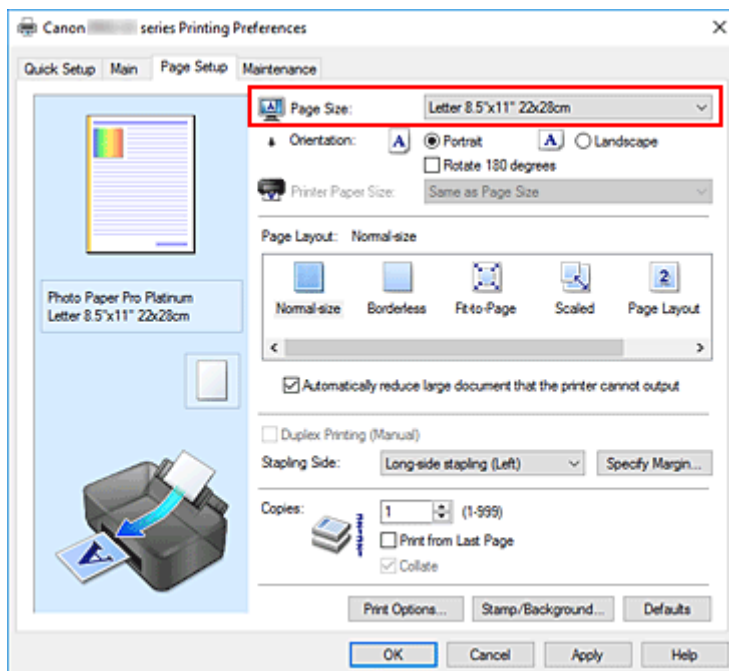 Canon series Printing Preferences
Quick Setup Main Page Setup Maintenance
Page Size: Letter 8.5"x11" 22x28cm
Orientation: A Portrait A Landscape
Rotate 180 degrees
Printer Paper Size: Same as Page Size
Page Layout: Normal-size
2
Normal-size Borderless Fit-to-Page Scaled Page Layout
Photo Paper Pro Platinum
Letter 8.5"x11" 22x28cm
Automatically reduce large document that the printer cannot output
Duplex Printing (Manual)
Stapling Side: Long-side stapling (Left) Specify Margin...
Copies: 1 (1-999)
Print from Last Page
Collate
A
Print Options... Stamp/Background... Defaults
OK Cancel Apply Help